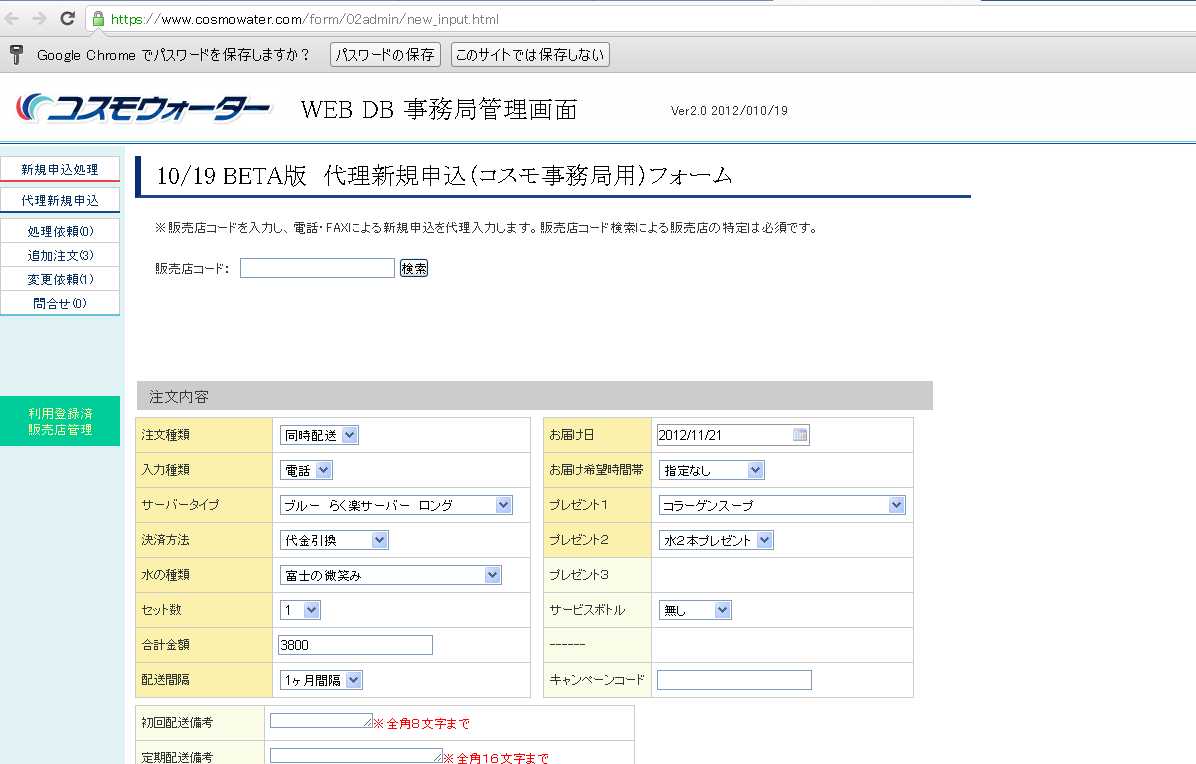 https://www.cosmowater.com/form/02admin/new_input.html
Google Chrome でパスワードを保存しますか？ パスワードの保存 このサイトでは保存しない
コスモウォーター WEB DB 事務局管理画面 Ver2.0 2012/110/19
新規申込処理
代理新規申込
処理依頼(0)
追加注文(3)
変更依頼(1)
問合せ(0)
利用登録済
販売店管理
10/19 BETA版 代理新規申込(コスモ事務局用)フォーム
※販売店コードを入力し、電話・FAXによる新規申込を代理入力します。販売店コード検索による販売店の特定は必須です。
販売店コード： 検索
注文内容
注文種類 同時配送 お届け日 2012/11/21
入力種類 電話 お届け希望時間帯 指定なし
サーバータイプ ブルー らく楽サーバー ロング プレゼント1 コラーゲンスープ
決済方法 代金引換 プレゼント2 水2本プレゼント
水の種類 富士の微笑み プレゼント3
セット数 1 サービスボトル 無し
合計金額 3800 ------
配送間隔 1ヶ月間隔 キャンペーンコード
初回配送備考 ※全角8文字まで
定期配送備考 ※全角16文字まで